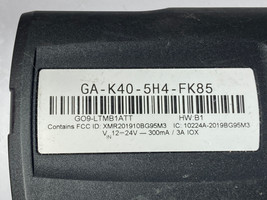 GA-K40-5H4-FK85
GO9-LTMB1ATT HW:B1
Contains FCC ID: XMR201910BG95M3 IC: 10224A-2019BG95M3
VIN 12-24V ⎓ 300mA / 3A IOX